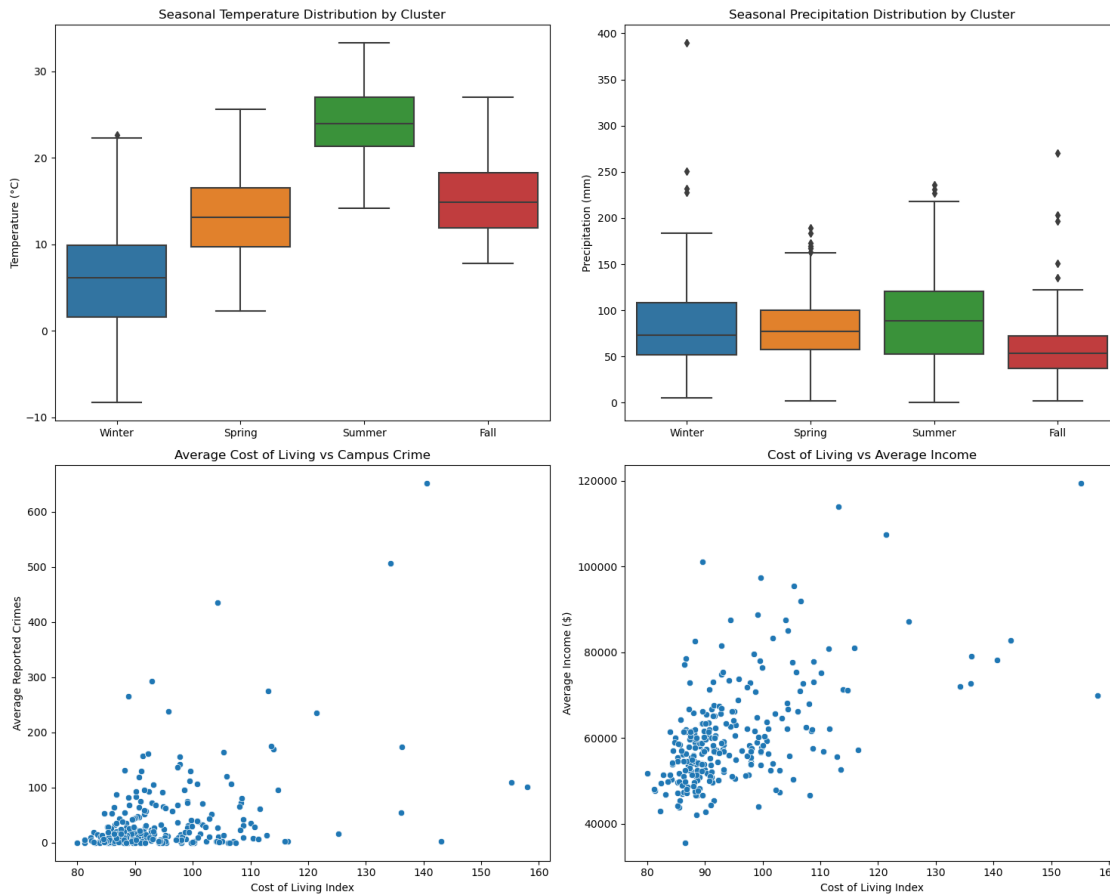 Seasonal Temperature Distribution by Cluster
Temperature (°C)
30
20
10
0
−10
Winter
Spring
Summer
Fall
Seasonal Precipitation Distribution by Cluster
Precipitation (mm)
400
350
300
250
200
150
100
50
0
Winter
Spring
Summer
Fall
Average Cost of Living vs Campus Crime
Average Reported Crimes
600
500
400
300
200
100
0
80
90
100
110
120
130
140
150
160
Cost of Living Index
Cost of Living vs Average Income
Average Income ($)
120000
100000
80000
60000
40000
80
90
100
110
120
130
140
150
160
Cost of Living Index